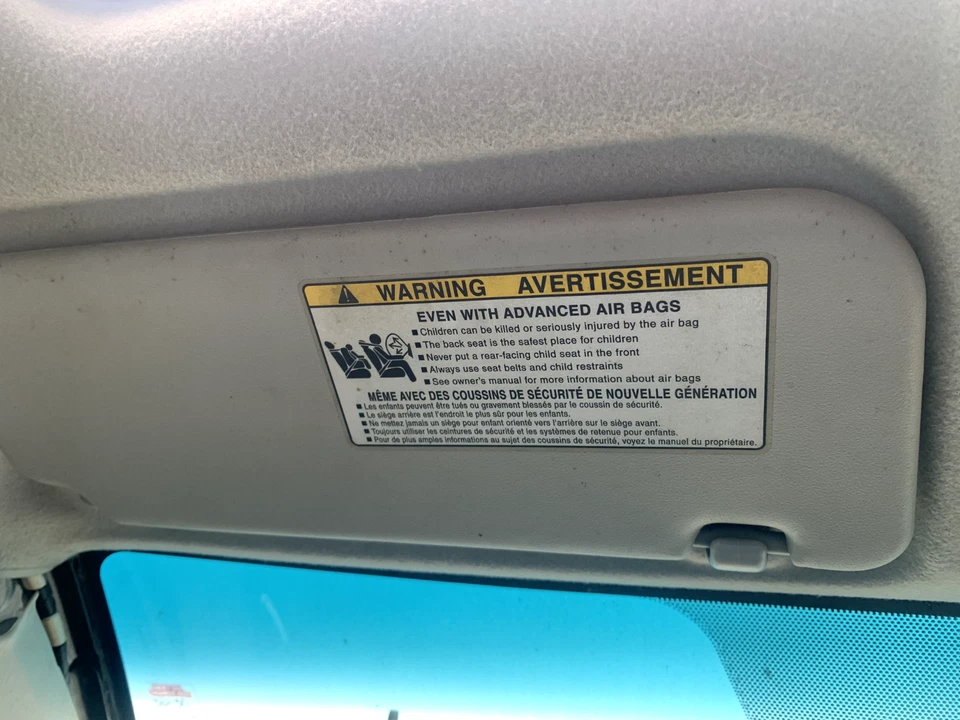 WARNING AVERTISSEMENT
EVEN WITH ADVANCED AIR BAGS
■ Children can be killed or seriously injured by the air bag
■ The back seat is the safest place for children
■ Never put a rear-facing child seat in the front
■ Always use seat belts and child restraints
■ See owner's manual for more information about air bags
MÊME AVEC DES COUSSINS DE SÉCURITÉ DE NOUVELLE GÉNÉRATION
■ Les enfants peuvent être tués ou gravement blessés par le coussin de sécurité.
■ Le siège arrière est l'endroit le plus sûr pour les enfants.
■ Ne mettez jamais un siège pour enfant orienté vers l'arrière sur le siège avant.
■ Toujours utiliser les ceintures de sécurité et les systèmes de retenue pour enfants.
■ Pour de plus amples informations au sujet des coussins de sécurité, voyez le manuel du propriétaire.